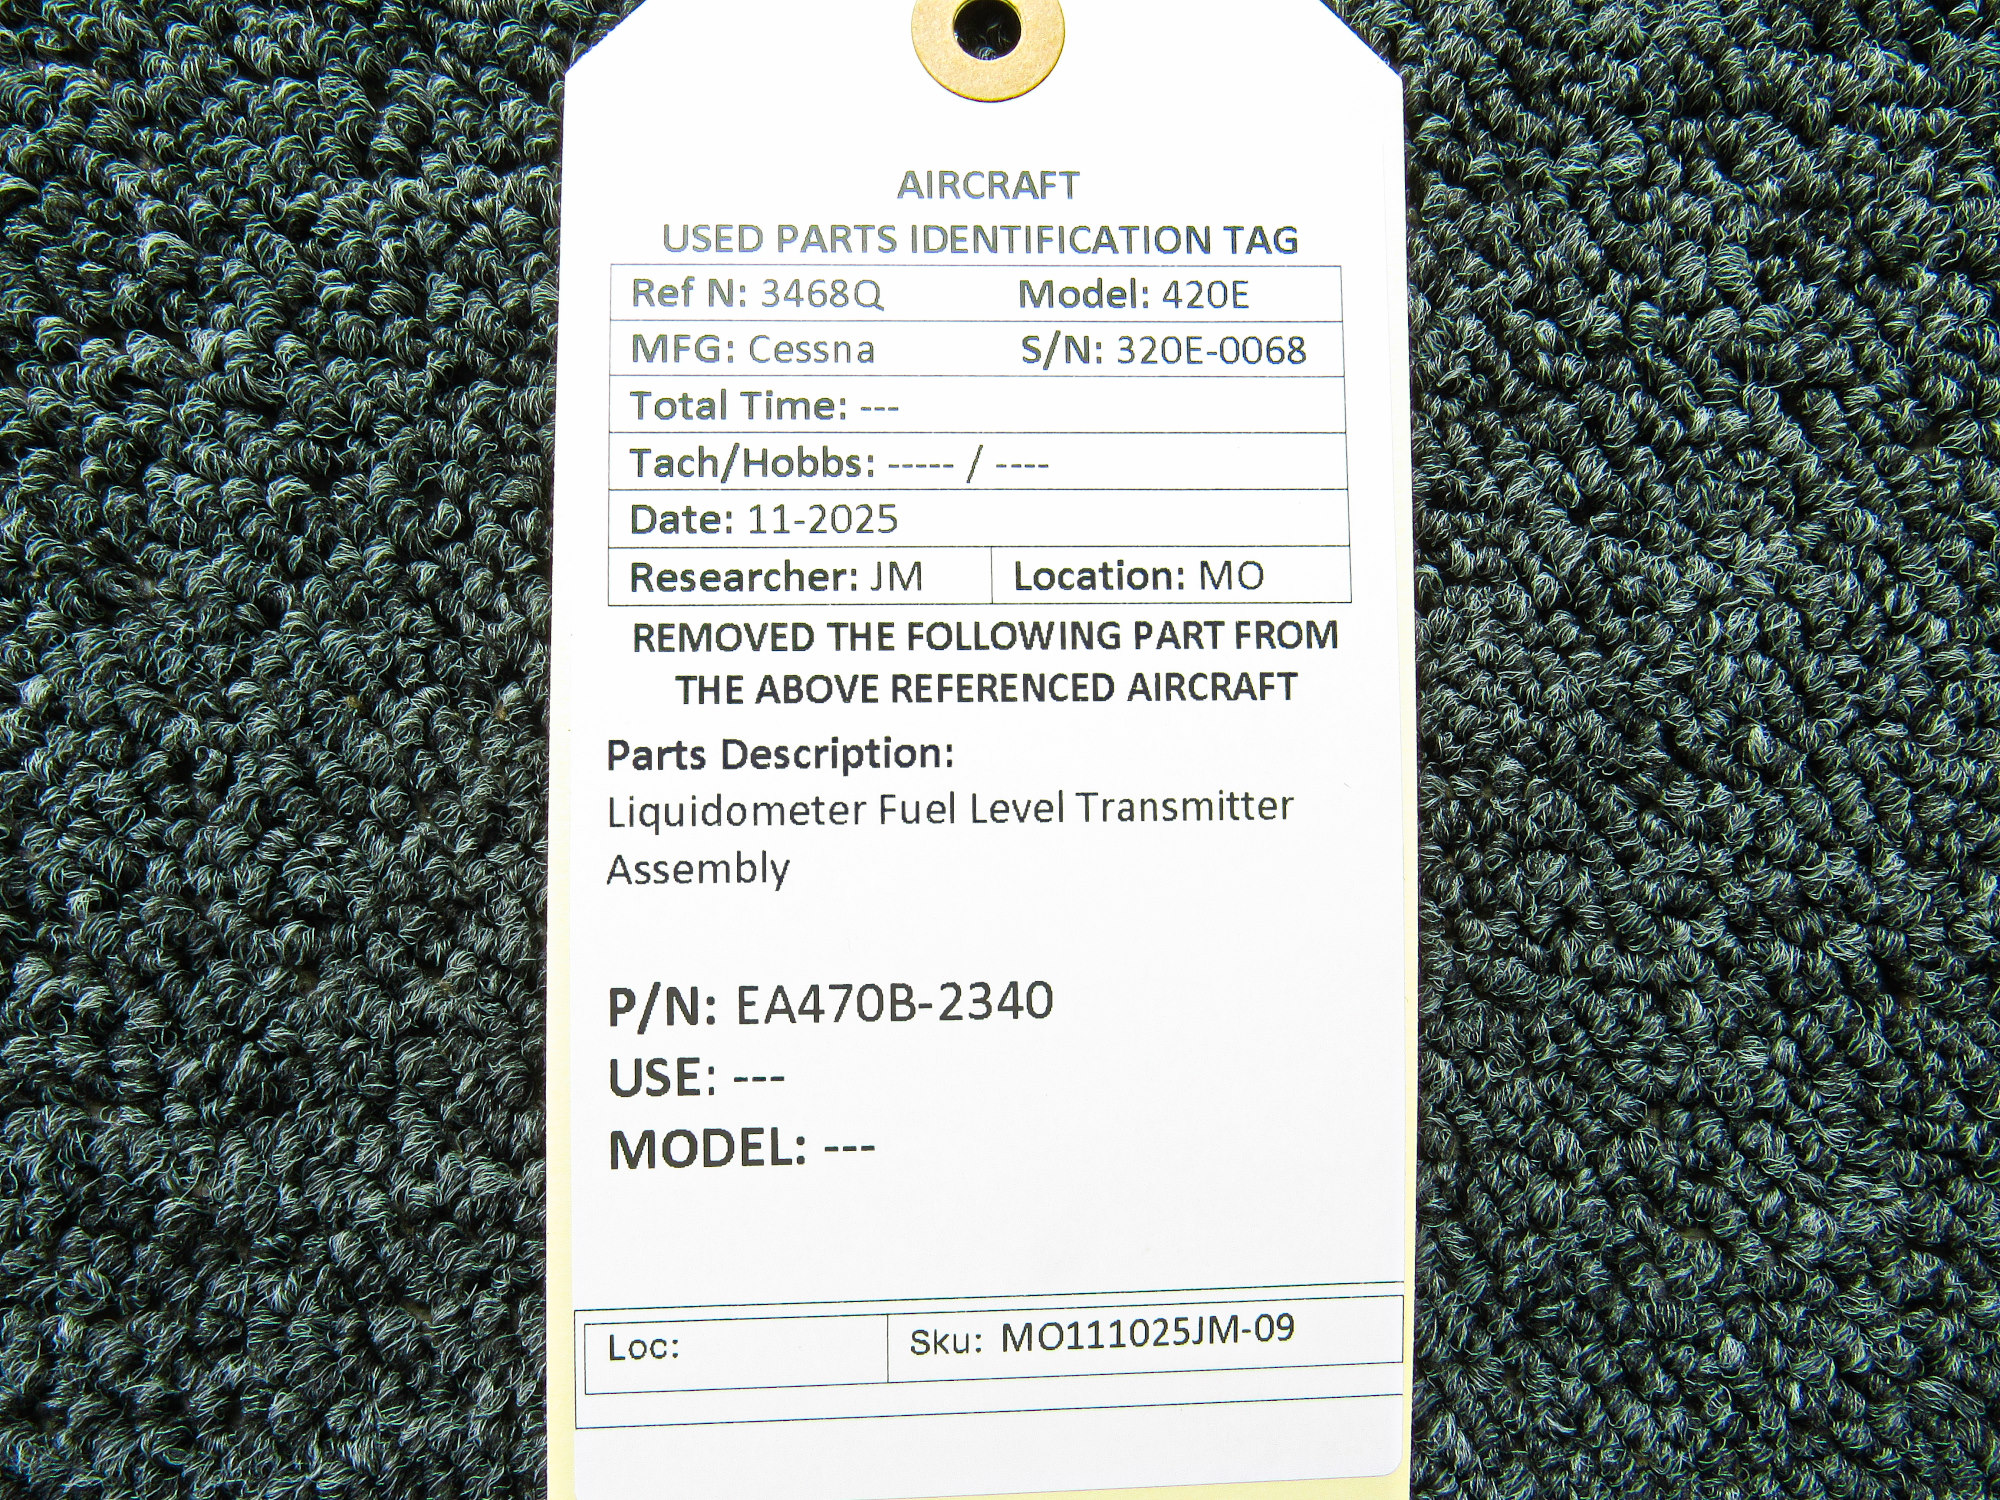 AIRCRAFT
USED PARTS IDENTIFICATION TAG
Ref N: 3468Q Model: 420E
MFG: Cessna S/N: 320E-0068
Total Time: ---
Tach/Hobbs: ----- / ----
Date: 11-2025
Researcher: JM Location: MO
REMOVED THE FOLLOWING PART FROM
THE ABOVE REFERENCED AIRCRAFT
Parts Description:
Liquidometer Fuel Level Transmitter
Assembly
P/N: EA470B-2340
USE: ---
MODEL: ---
Loc: Sku: MO111025JM-09